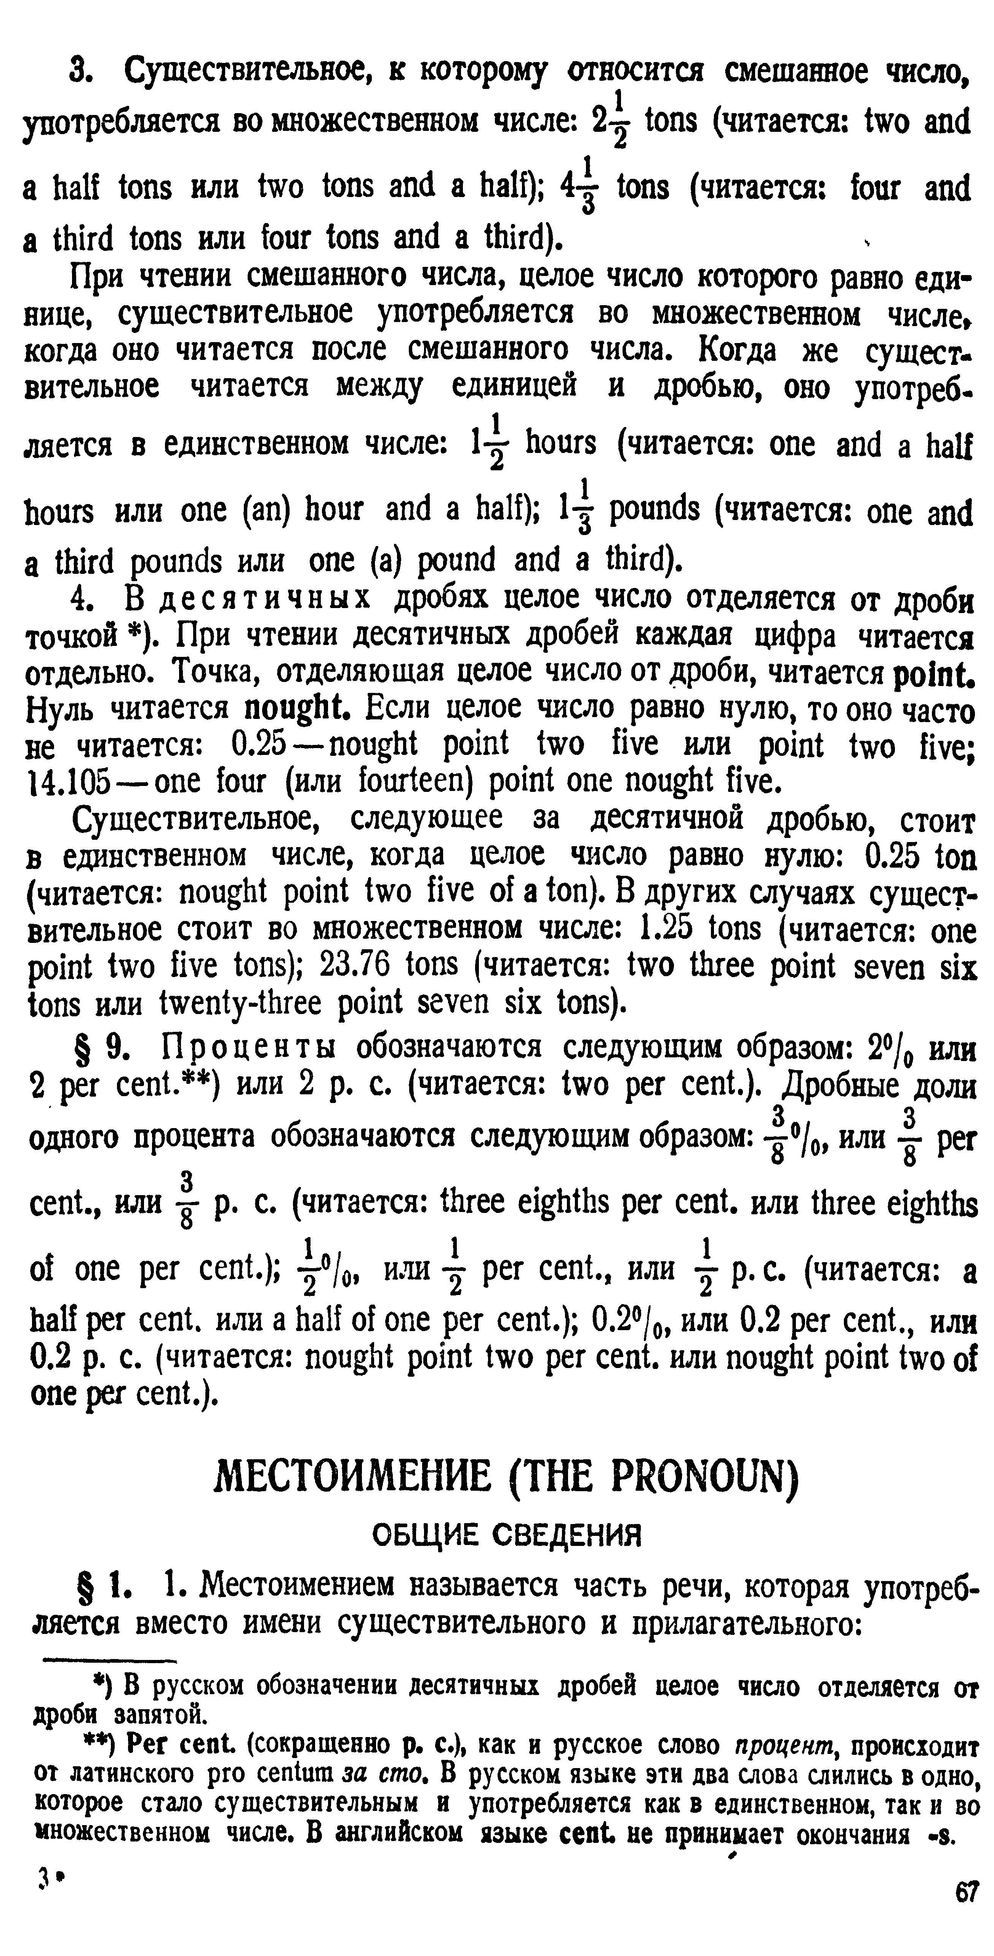 3. Существительное, к которому относится смешанное число,
употребляется во множественном числе: 2 1/2 tons (читается: two and
a half tons или two tons and a half); 4 1/3 tons (читается: four and
a third tons или four tons and a third).
При чтении смешанного числа, целое число которого равно еди-
нице, существительное употребляется во множественном числе,
когда оно читается после смешанного числа. Когда же сущест-
вительное читается между единицей и дробью, оно употреб-
ляется в единственном числе: 1 1/2 hours (читается: one and a half
hours или one (an) hour and a half); 1 1/3 pounds (читается: one and
a third pounds или one (a) pound and a third).
4. В десятичных дробях целое число отделяется от дроби
точкой *). При чтении десятичных дробей каждая цифра читается
отдельно. Точка, отделяющая целое число от дроби, читается point.
Нуль читается nought. Если целое число равно нулю, то оно часто
не читается: 0.25 — nought point two five или point two five;
14.105 — one four (или fourteen) point one nought five.
Существительное, следующее за десятичной дробью, стоит
в единственном числе, когда целое число равно нулю: 0.25 ton
(читается: nought point two five of a ton). В других случаях сущест-
вительное стоит во множественном числе: 1.25 tons (читается: one
point two five tons); 23.76 tons (читается: two three point seven six
tons или twenty-three point seven six tons).
§ 9. Проценты обозначаются следующим образом: 2% или
2 per cent.**) или 2 p. c. (читается: two per cent.). Дробные доли
одного процента обозначаются следующим образом: 3/8%, или 3/8 per
cent., или 3/8 p. c. (читается: three eighths per cent. или three eighths
of one per cent.); 1/2%, или 1/2 per cent., или 1/2 p. c. (читается: a
half per cent. или a half of one per cent.); 0.2%, или 0.2 per cent., или
0.2 p. c. (читается: nought point two per cent. или nought point two of
one per cent.).
МЕСТОИМЕНИЕ (THE PRONOUN)
ОБЩИЕ СВЕДЕНИЯ
§ 1. 1. Местоимением называется часть речи, которая употреб-
ляется вместо имени существительного и прилагательного:
*) В русском обозначении десятичных дробей целое число отделяется от
дроби запятой.
**) Per cent. (сокращенно p. c.), как и русское слово процент, происходит
от латинского pro centum за сто. В русском языке эти два слова слились в одно,
которое стало существительным и употребляется как в единственном, так и во
множественном числе. В английском языке cent. не принимает окончания -s.
3*
67